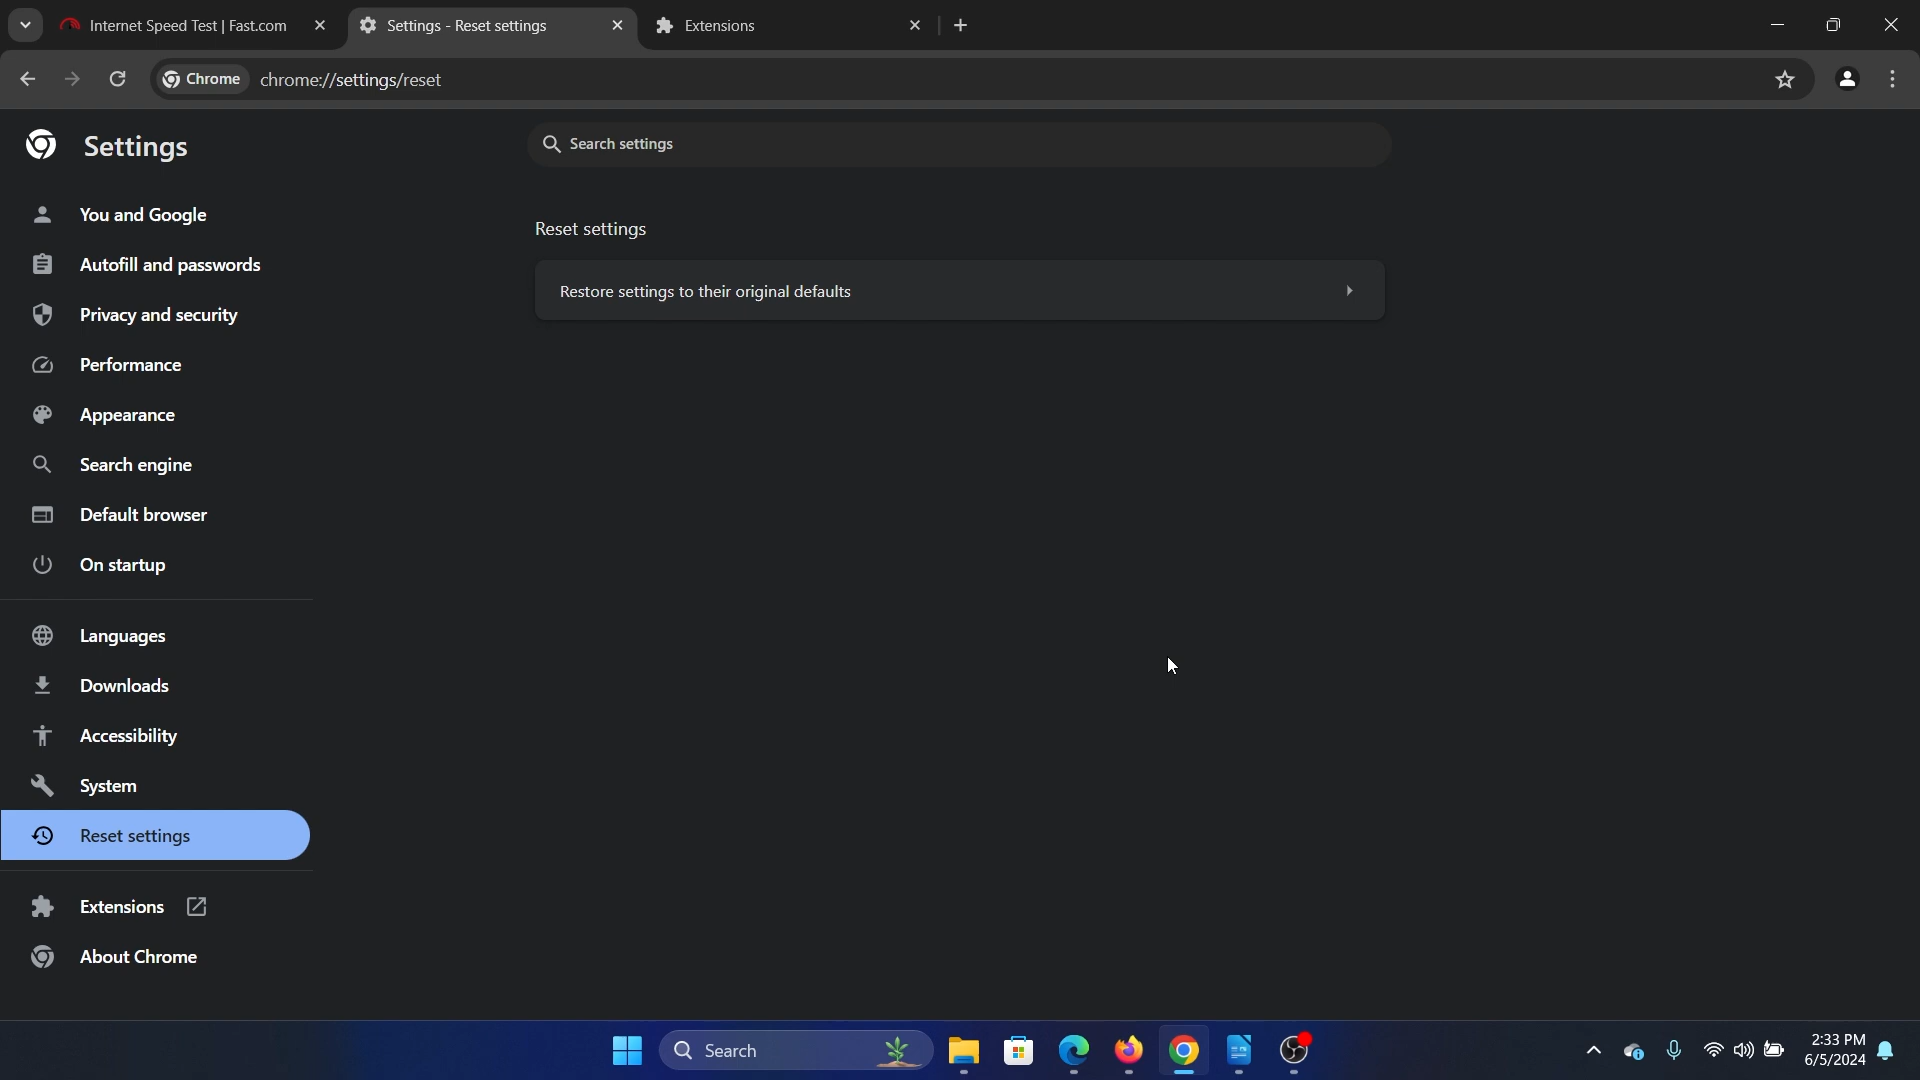 Internet Speed Test | Fast.com
Settings - Reset settings
Extensions
Chrome
chrome://settings/reset
Settings
Search settings
You and Google
Autofill and passwords
Privacy and security
Performance
Appearance
Search engine
Default browser
On startup
Languages
Downloads
Accessibility
System
Reset settings
Extensions
About Chrome
Reset settings
Restore settings to their original defaults
Search
2:33 PM
6/5/2024